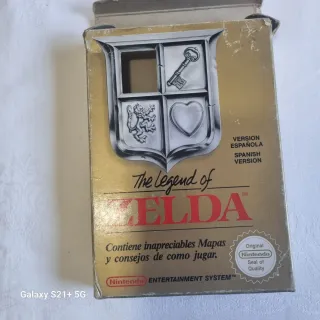 VERSION
ESPAÑOLA
SPANISH
VERSION
The Legend of
ZELDA
Contiene inapreciables Mapas
y consejos de como jugar.
Original
Nintendo
Seal of
Quality
Nintendo ENTERTAINMENT SYSTEM™
Galaxy S21+ 5G